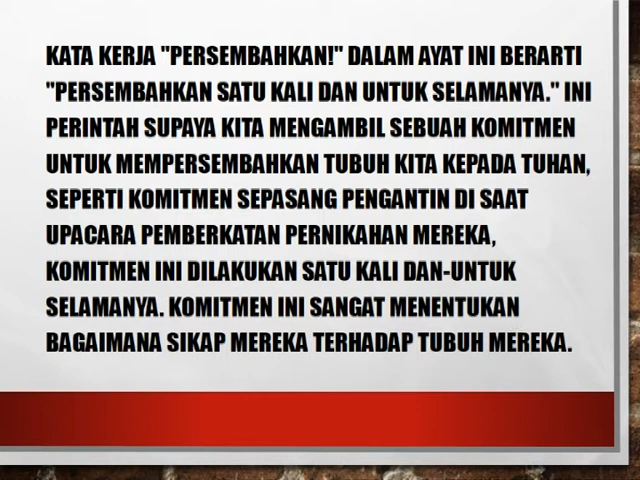 KATA KERJA "PERSEMBAHKAN!" DALAM AYAT INI BERARTI
"PERSEMBAHKAN SATU KALI DAN UNTUK SELAMANYA." INI
PERINTAH SUPAYA KITA MENGAMBIL SEBUAH KOMITMEN
UNTUK MEMPERSEMBAHKAN TUBUH KITA KEPADA TUHAN,
SEPERTI KOMITMEN SEPASANG PENGANTIN DI SAAT
UPACARA PEMBERKATAN PERNIKAHAN MEREKA,
KOMITMEN INI DILAKUKAN SATU KALI DAN-UNTUK
SELAMANYA. KOMITMEN INI SANGAT MENENTUKAN
BAGAIMANA SIKAP MEREKA TERHADAP TUBUH MEREKA.